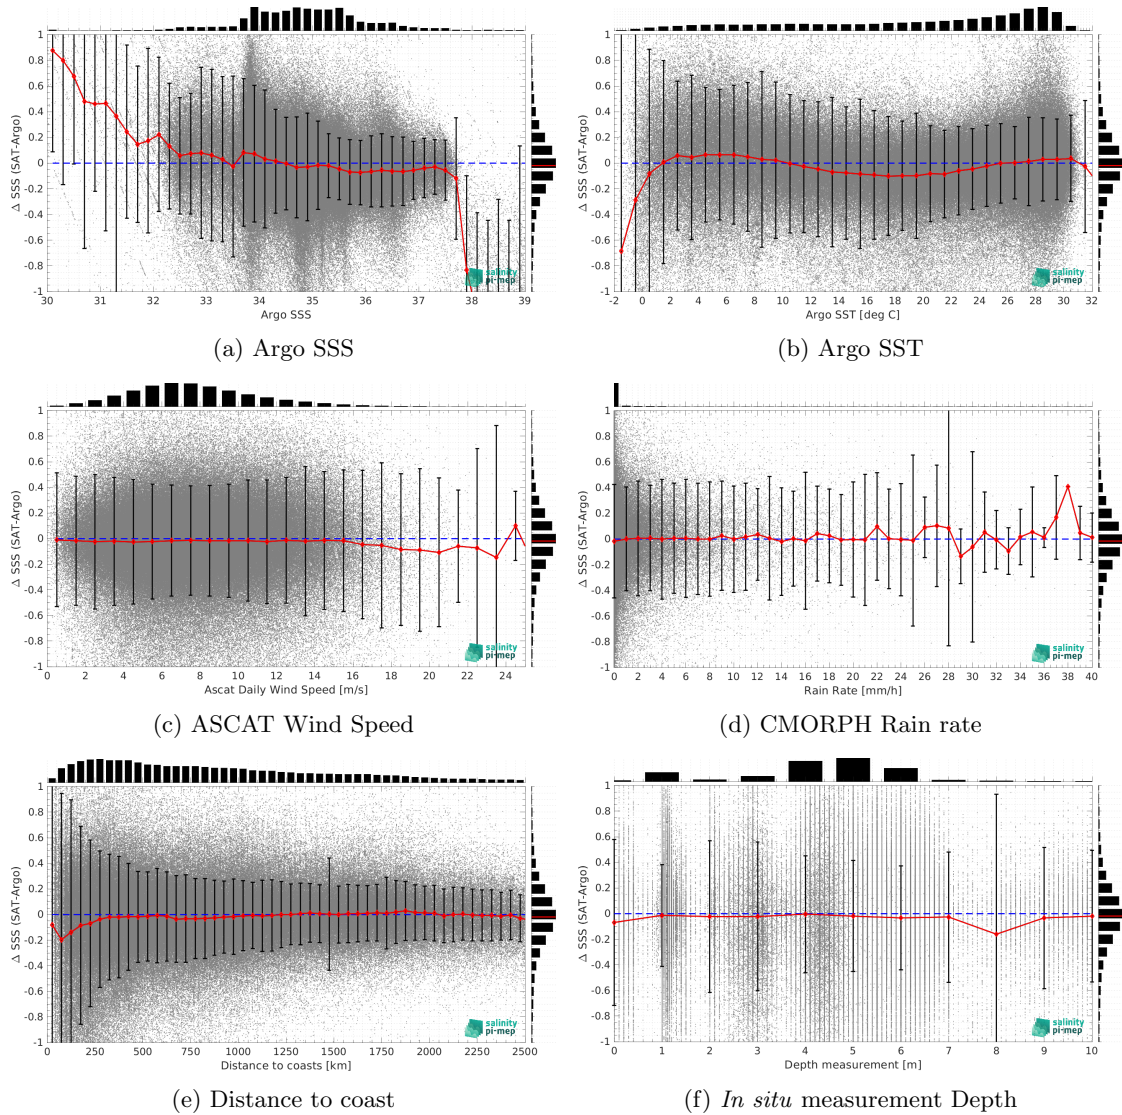 1
0.8
0.6
0.4
0.2
0
-0.2
-0.4
-0.6
-0.8
-1
Δ SSS (SAT-Argo)
salinity
pi-mep
30 31 32 33 34 35 36 37 38 39
Argo SSS
(a) Argo SSS
1
0.8
0.6
0.4
0.2
0
-0.2
-0.4
-0.6
-0.8
-1
Δ SSS (SAT-Argo)
salinity
pi-mep
-2 0 2 4 6 8 10 12 14 16 18 20 22 24 26 28 30 32
Argo SST [deg C]
(b) Argo SST
1
0.8
0.6
0.4
0.2
0
-0.2
-0.4
-0.6
-0.8
-1
Δ SSS (SAT-Argo)
salinity
pi-mep
0 2 4 6 8 10 12 14 16 18 20 22 24
Ascat Daily Wind Speed [m/s]
(c) ASCAT Wind Speed
1
0.8
0.6
0.4
0.2
0
-0.2
-0.4
-0.6
-0.8
-1
Δ SSS (SAT-Argo)
salinity
pi-mep
0 2 4 6 8 10 12 14 16 18 20 22 24 26 28 30 32 34 36 38 40
Rain Rate [mm/h]
(d) CMORPH Rain rate
1
0.8
0.6
0.4
0.2
0
-0.2
-0.4
-0.6
-0.8
-1
Δ SSS (SAT-Argo)
salinity
pi-mep
0 250 500 750 1000 1250 1500 1750 2000 2250 2500
Distance to coasts [km]
(e) Distance to coast
1
0.8
0.6
0.4
0.2
0
-0.2
-0.4
-0.6
-0.8
-1
Δ SSS (SAT-Argo)
salinity
pi-mep
0 1 2 3 4 5 6 7 8 9 10
Depth measurement [m]
(f) In situ measurement Depth